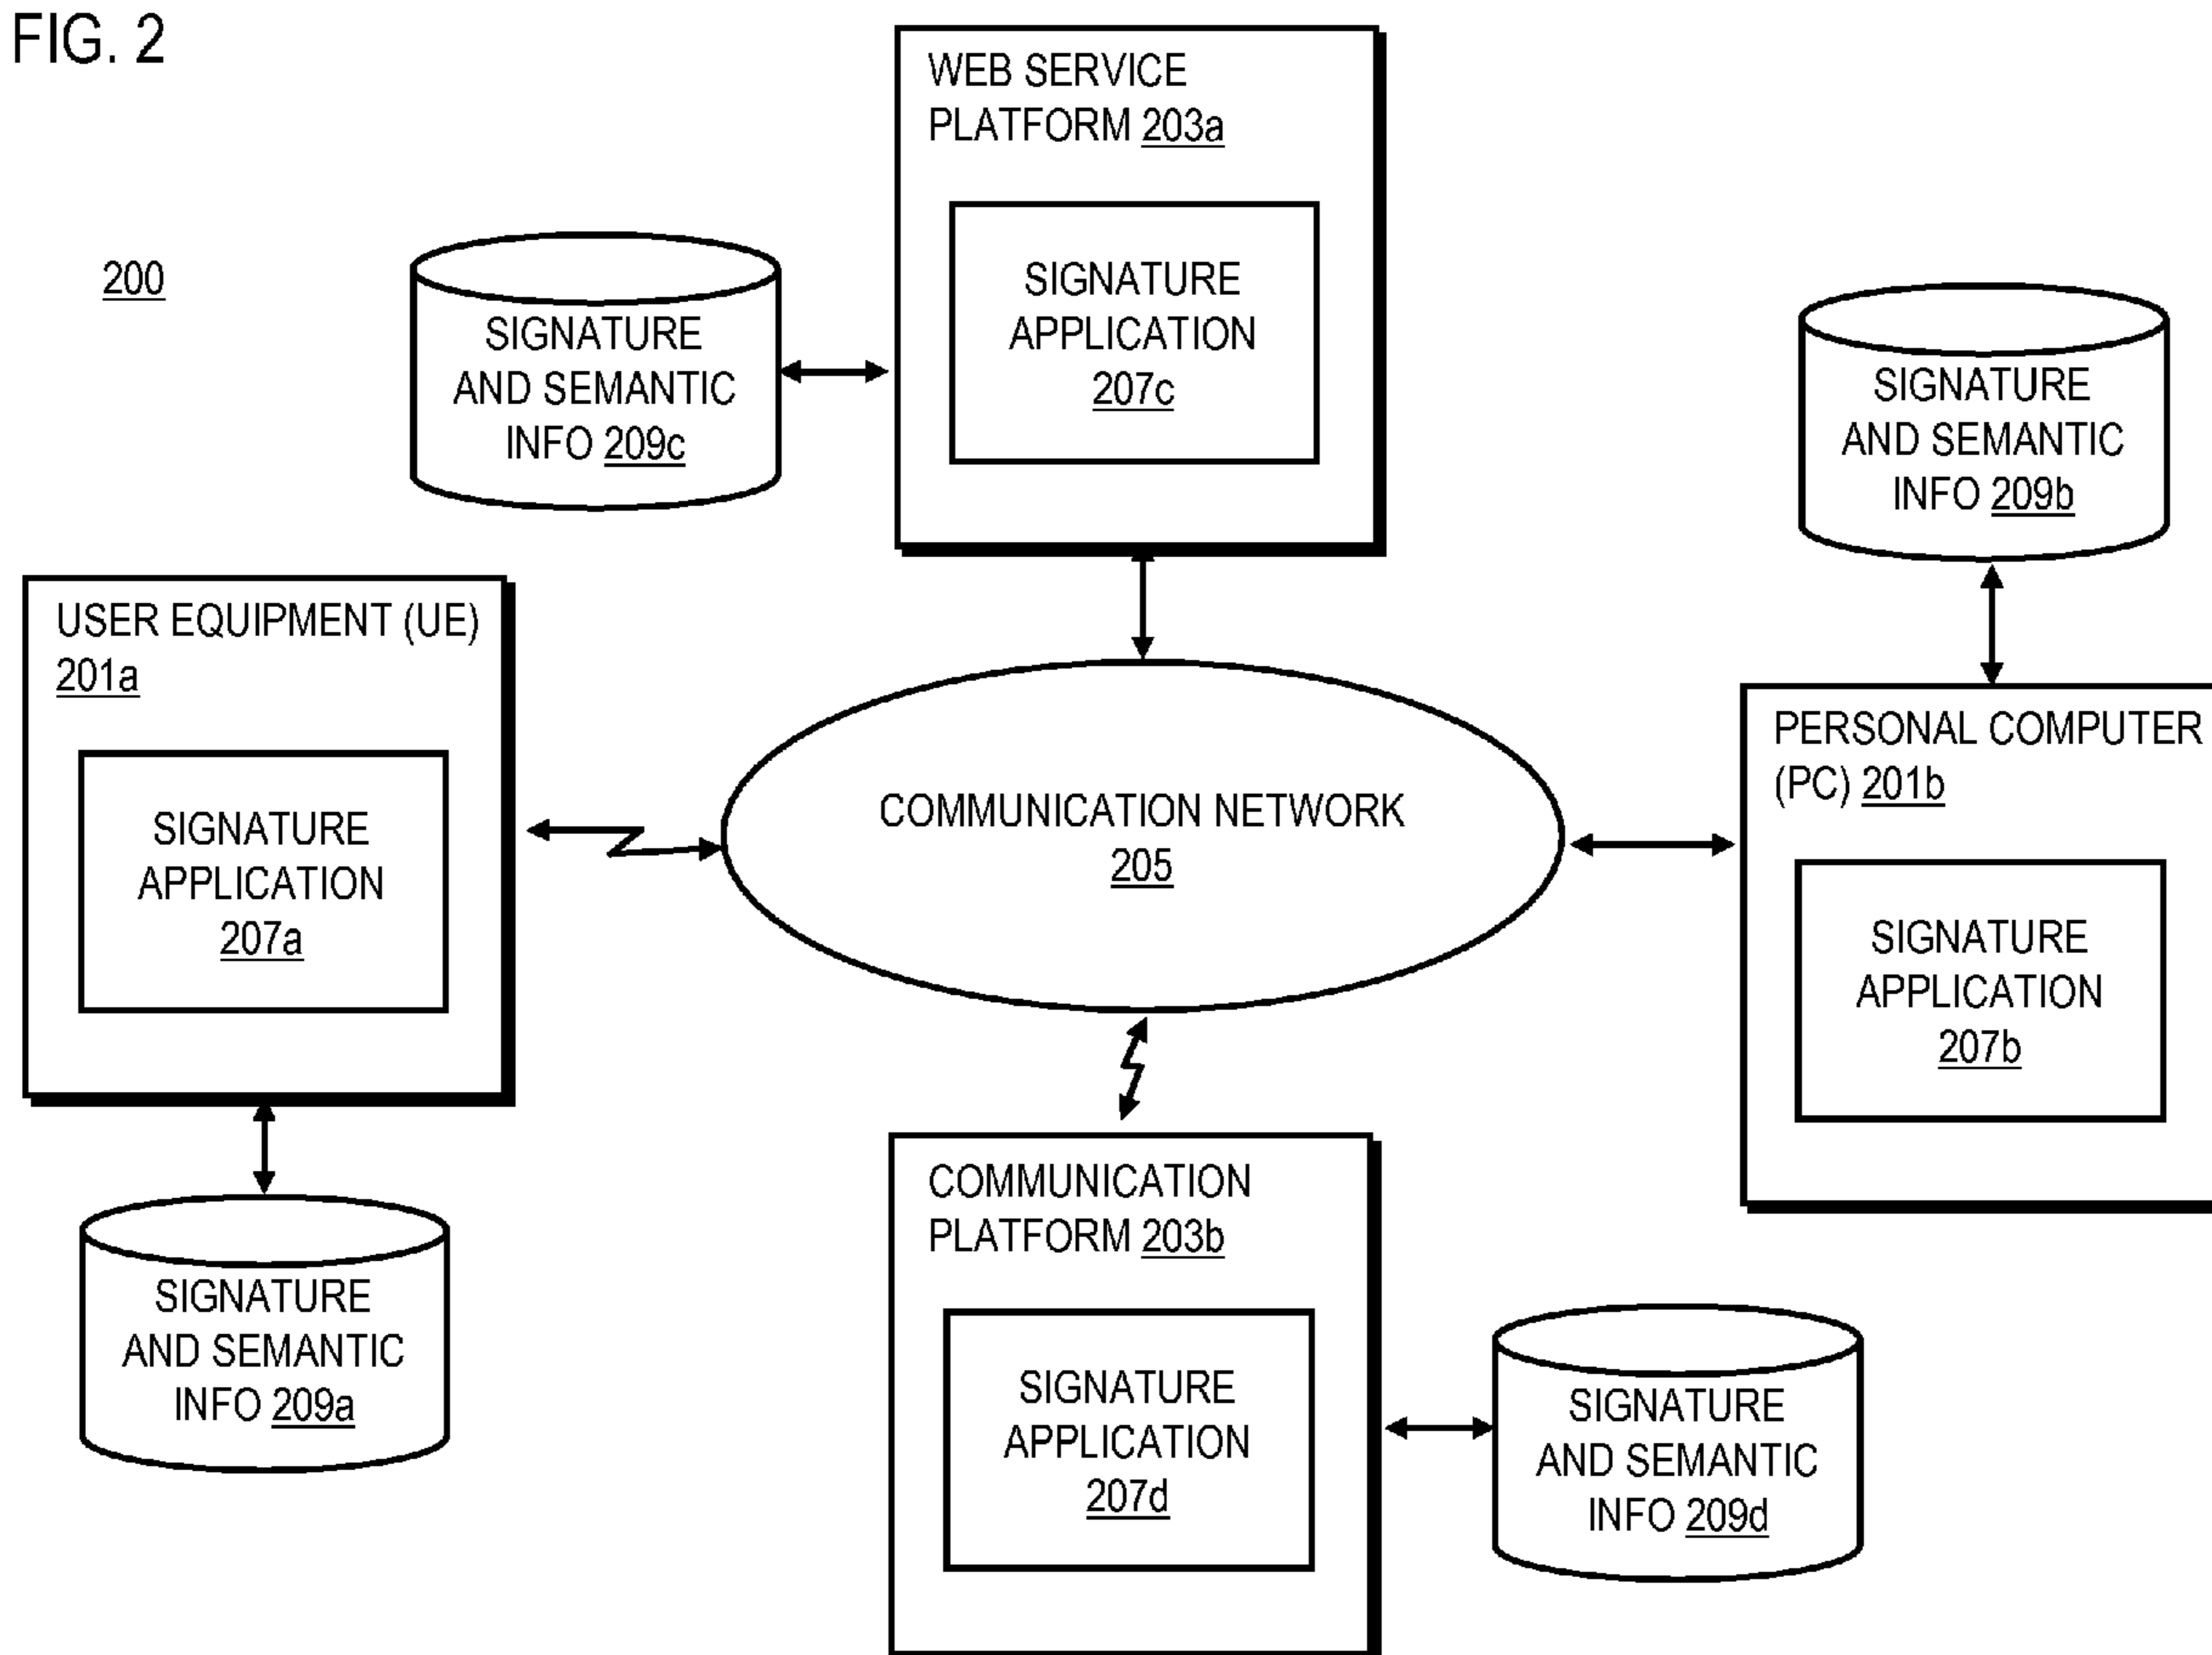 FIG. 2
200
WEB SERVICE
PLATFORM 203a
SIGNATURE
APPLICATION
207c
SIGNATURE
AND SEMANTIC
INFO 209c
SIGNATURE
AND SEMANTIC
INFO 209b
USER EQUIPMENT (UE)
201a
SIGNATURE
APPLICATION
207a
COMMUNICATION NETWORK
205
PERSONAL COMPUTER
(PC) 201b
SIGNATURE
APPLICATION
207b
SIGNATURE
AND SEMANTIC
INFO 209a
COMMUNICATION
PLATFORM 203b
SIGNATURE
APPLICATION
207d
SIGNATURE
AND SEMANTIC
INFO 209d